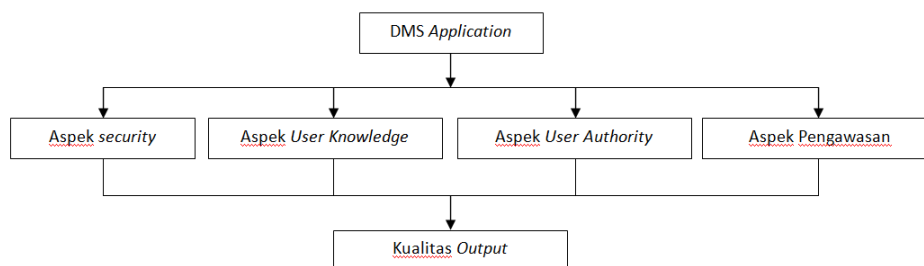 DMS Application
Aspek security
Aspek User Knowledge
Aspek User Authority
Aspek Pengawasan
Kualitas Output